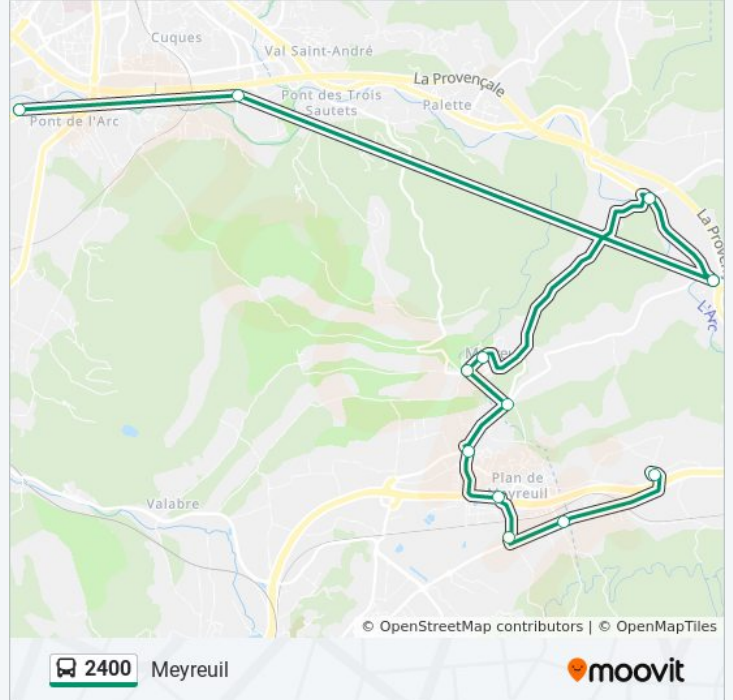 Cuques
Val Saint-André
La Provençale
Pont des Trois
Sautets
Palette
Pont de l'Arc
La Proven
L'Arc
Plan de
Meyreuil
Valabre
© OpenStreetMap contributors | © OpenMapTiles
2400 Meyreuil
moovit